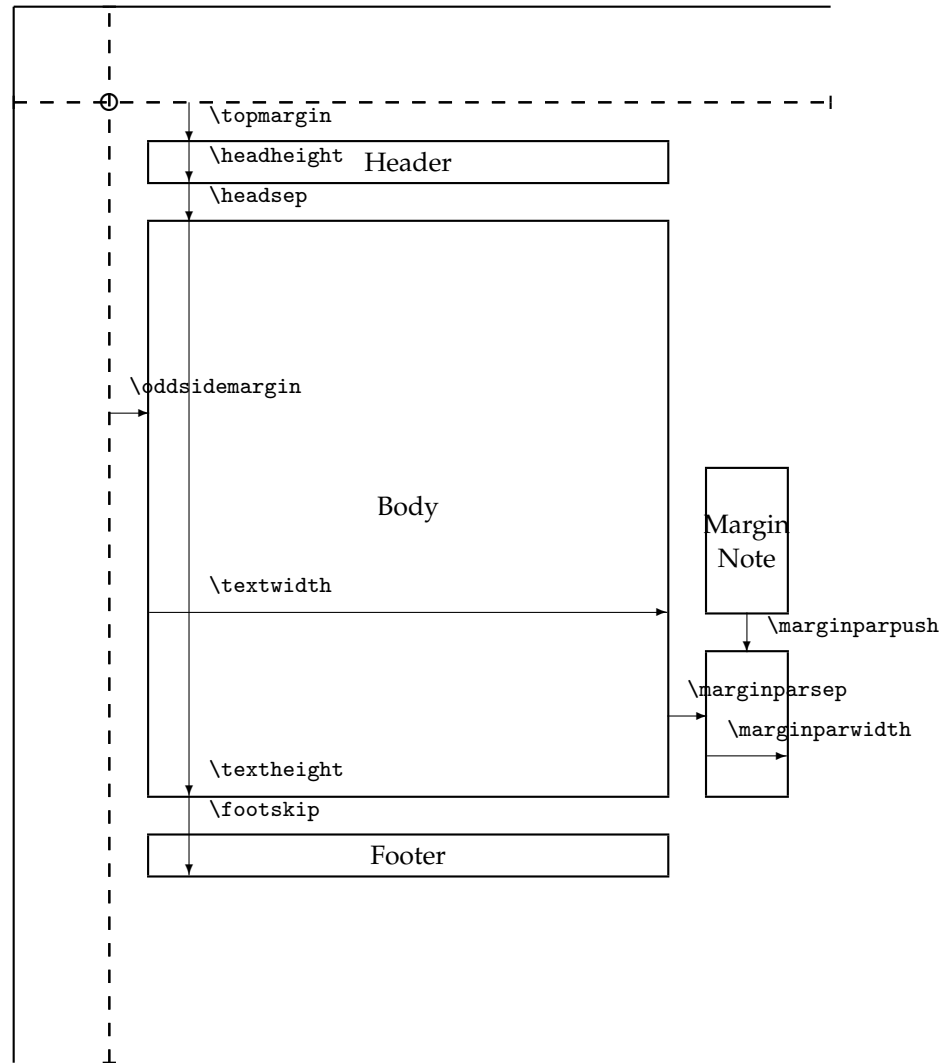 \topmargin
\headheight
Header
\headsep
\oddsidemargin
Body
Margin
Note
\textwidth
\marginparpush
\marginparsep
\marginparwidth
\textheight
\footskip
Footer